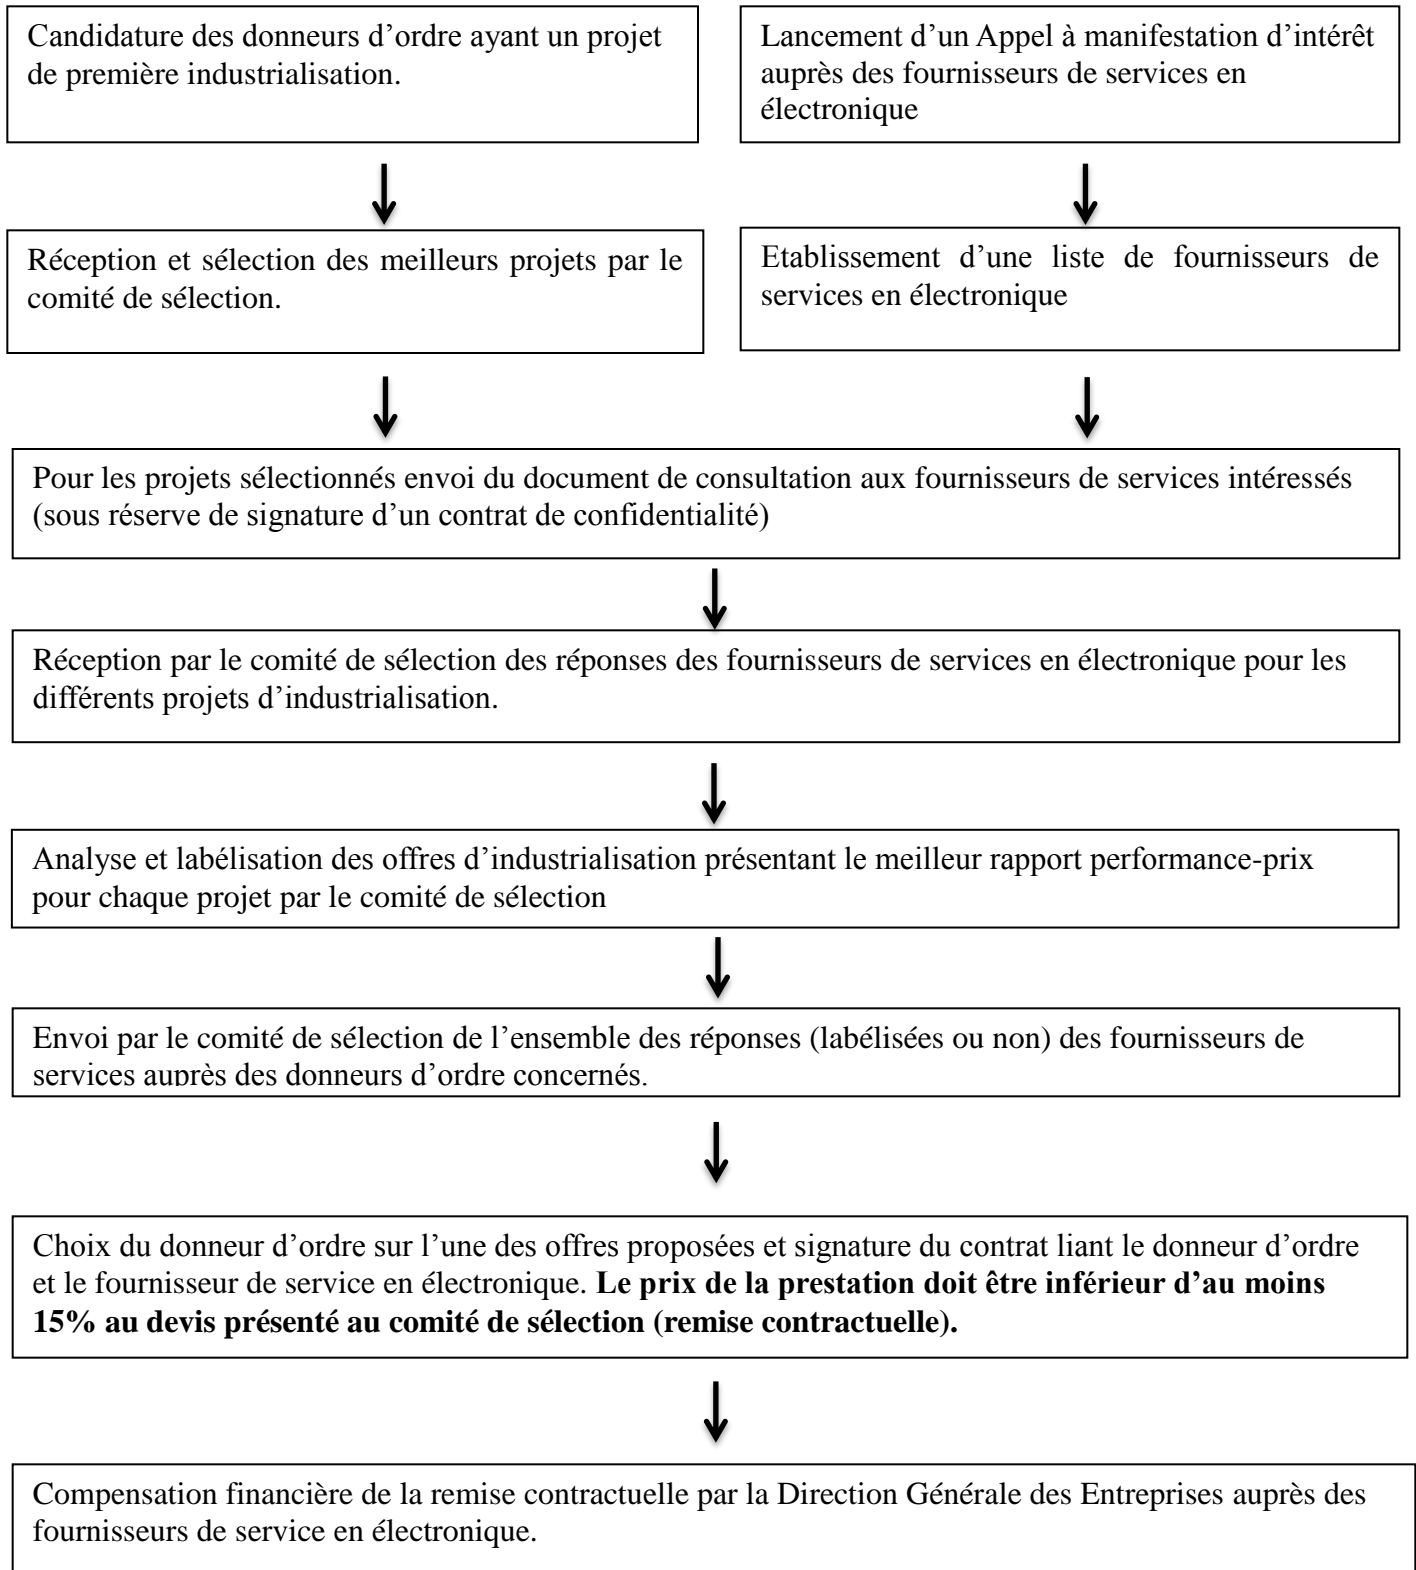 Candidature des donneurs d’ordre ayant un projet
de première industrialisation.
Lancement d’un Appel à manifestation d’intérêt
auprès des fournisseurs de services en
électronique
Réception et sélection des meilleurs projets par le
comité de sélection.
Etablissement d’une liste de fournisseurs de
services en électronique
Pour les projets sélectionnés envoi du document de consultation aux fournisseurs de services intéressés
(sous réserve de signature d’un contrat de confidentialité)
Réception par le comité de sélection des réponses des fournisseurs de services en électronique pour les
différents projets d’industrialisation.
Analyse et labélisation des offres d’industrialisation présentant le meilleur rapport performance-prix
pour chaque projet par le comité de sélection
Envoi par le comité de sélection de l’ensemble des réponses (labélisées ou non) des fournisseurs de
services auprès des donneurs d’ordre concernés.
Choix du donneur d’ordre sur l’une des offres proposées et signature du contrat liant le donneur d’ordre
et le fournisseur de service en électronique. Le prix de la prestation doit être inférieur d’au moins
15% au devis présenté au comité de sélection (remise contractuelle).
Compensation financière de la remise contractuelle par la Direction Générale des Entreprises auprès des
fournisseurs de service en électronique.